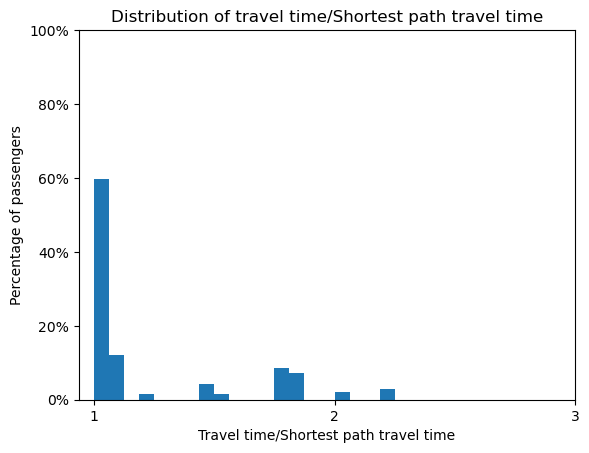 Distribution of travel time/Shortest path travel time
100%
80%
60%
40%
20%
0%
Percentage of passengers
1 2 3
Travel time/Shortest path travel time